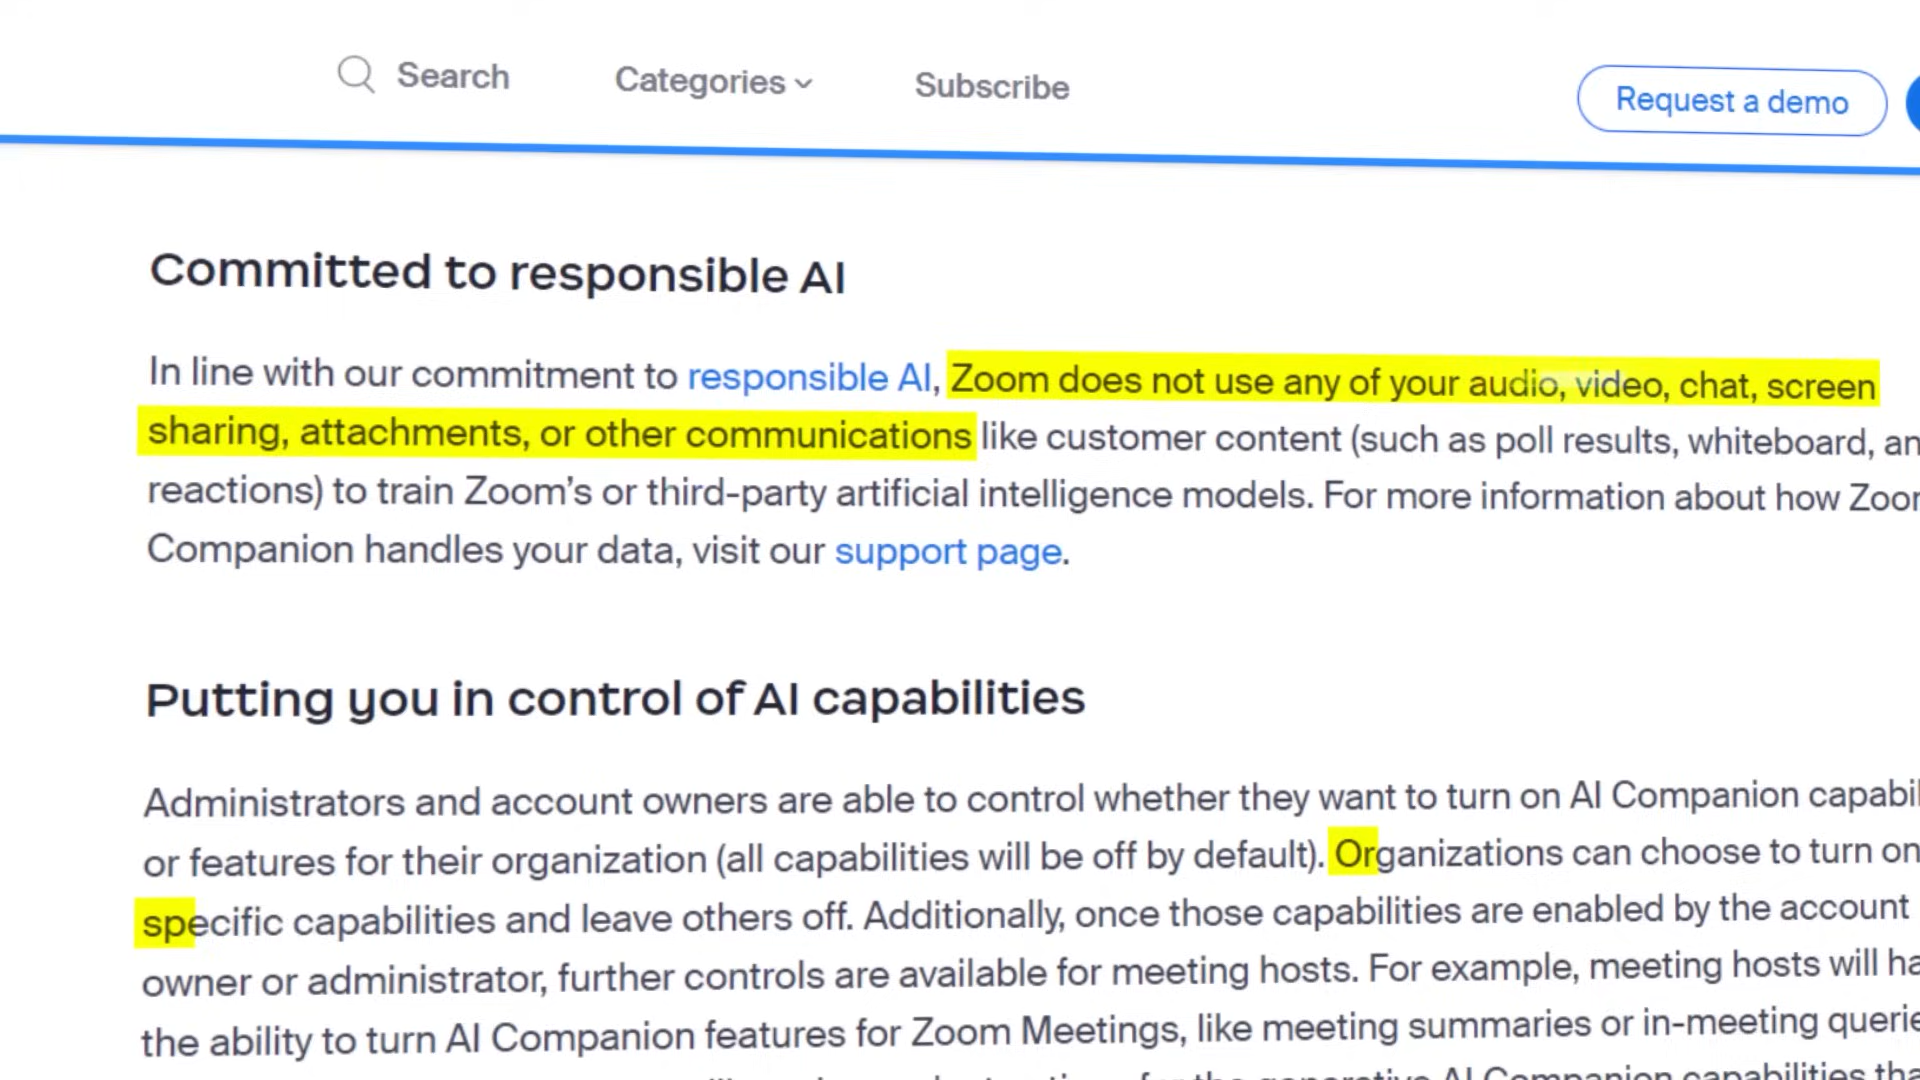 Search Categories Subscribe Request a demo
Committed to responsible AI
In line with our commitment to responsible AI, Zoom does not use any of your audio, video, chat, screen
sharing, attachments, or other communications like customer content (such as poll results, whiteboard, an
reactions) to train Zoom’s or third-party artificial intelligence models. For more information about how Zoom
Companion handles your data, visit our support page.
Putting you in control of AI capabilities
Administrators and account owners are able to control whether they want to turn on AI Companion capabil
or features for their organization (all capabilities will be off by default). Organizations can choose to turn on
specific capabilities and leave others off. Additionally, once those capabilities are enabled by the account
owner or administrator, further controls are available for meeting hosts. For example, meeting hosts will ha
the ability to turn AI Companion features for Zoom Meetings, like meeting summaries or in-meeting querie